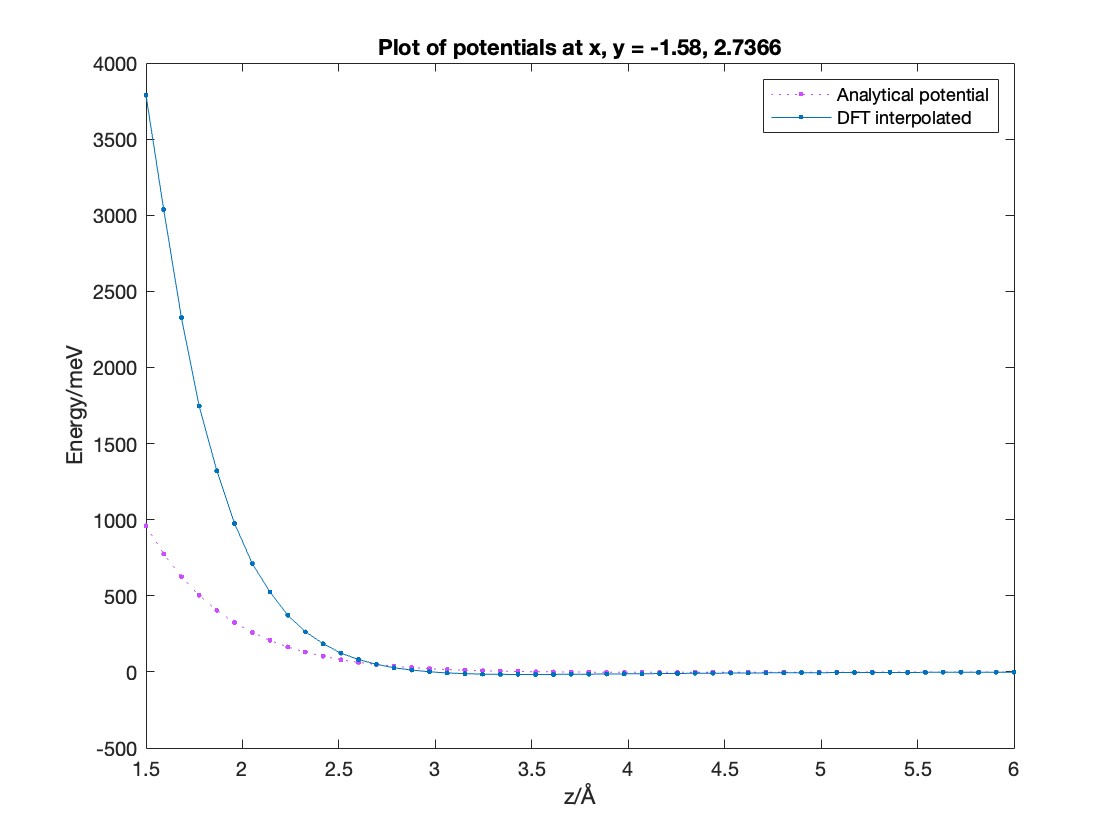 Plot of potentials at x, y = -1.58, 2.7366
4000
3500
3000
2500
2000
1500
1000
500
0
-500
Energy/meV
Analytical potential
DFT interpolated
1.5 2 2.5 3 3.5 4 4.5 5 5.5 6
z/Å